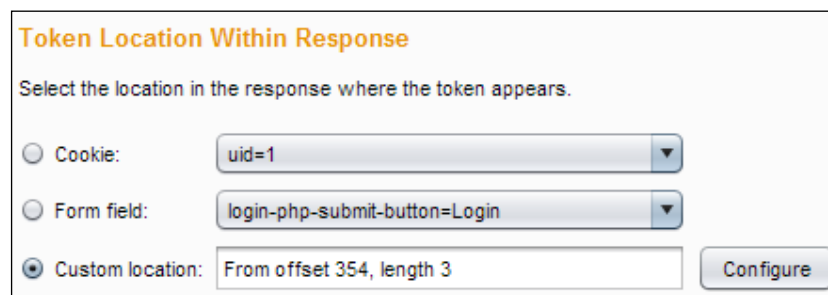 Token Location Within Response
Select the location in the response where the token appears.
Cookie: uid=1
Form field: login-php-submit-button=Login
Custom location: From offset 354, length 3 Configure